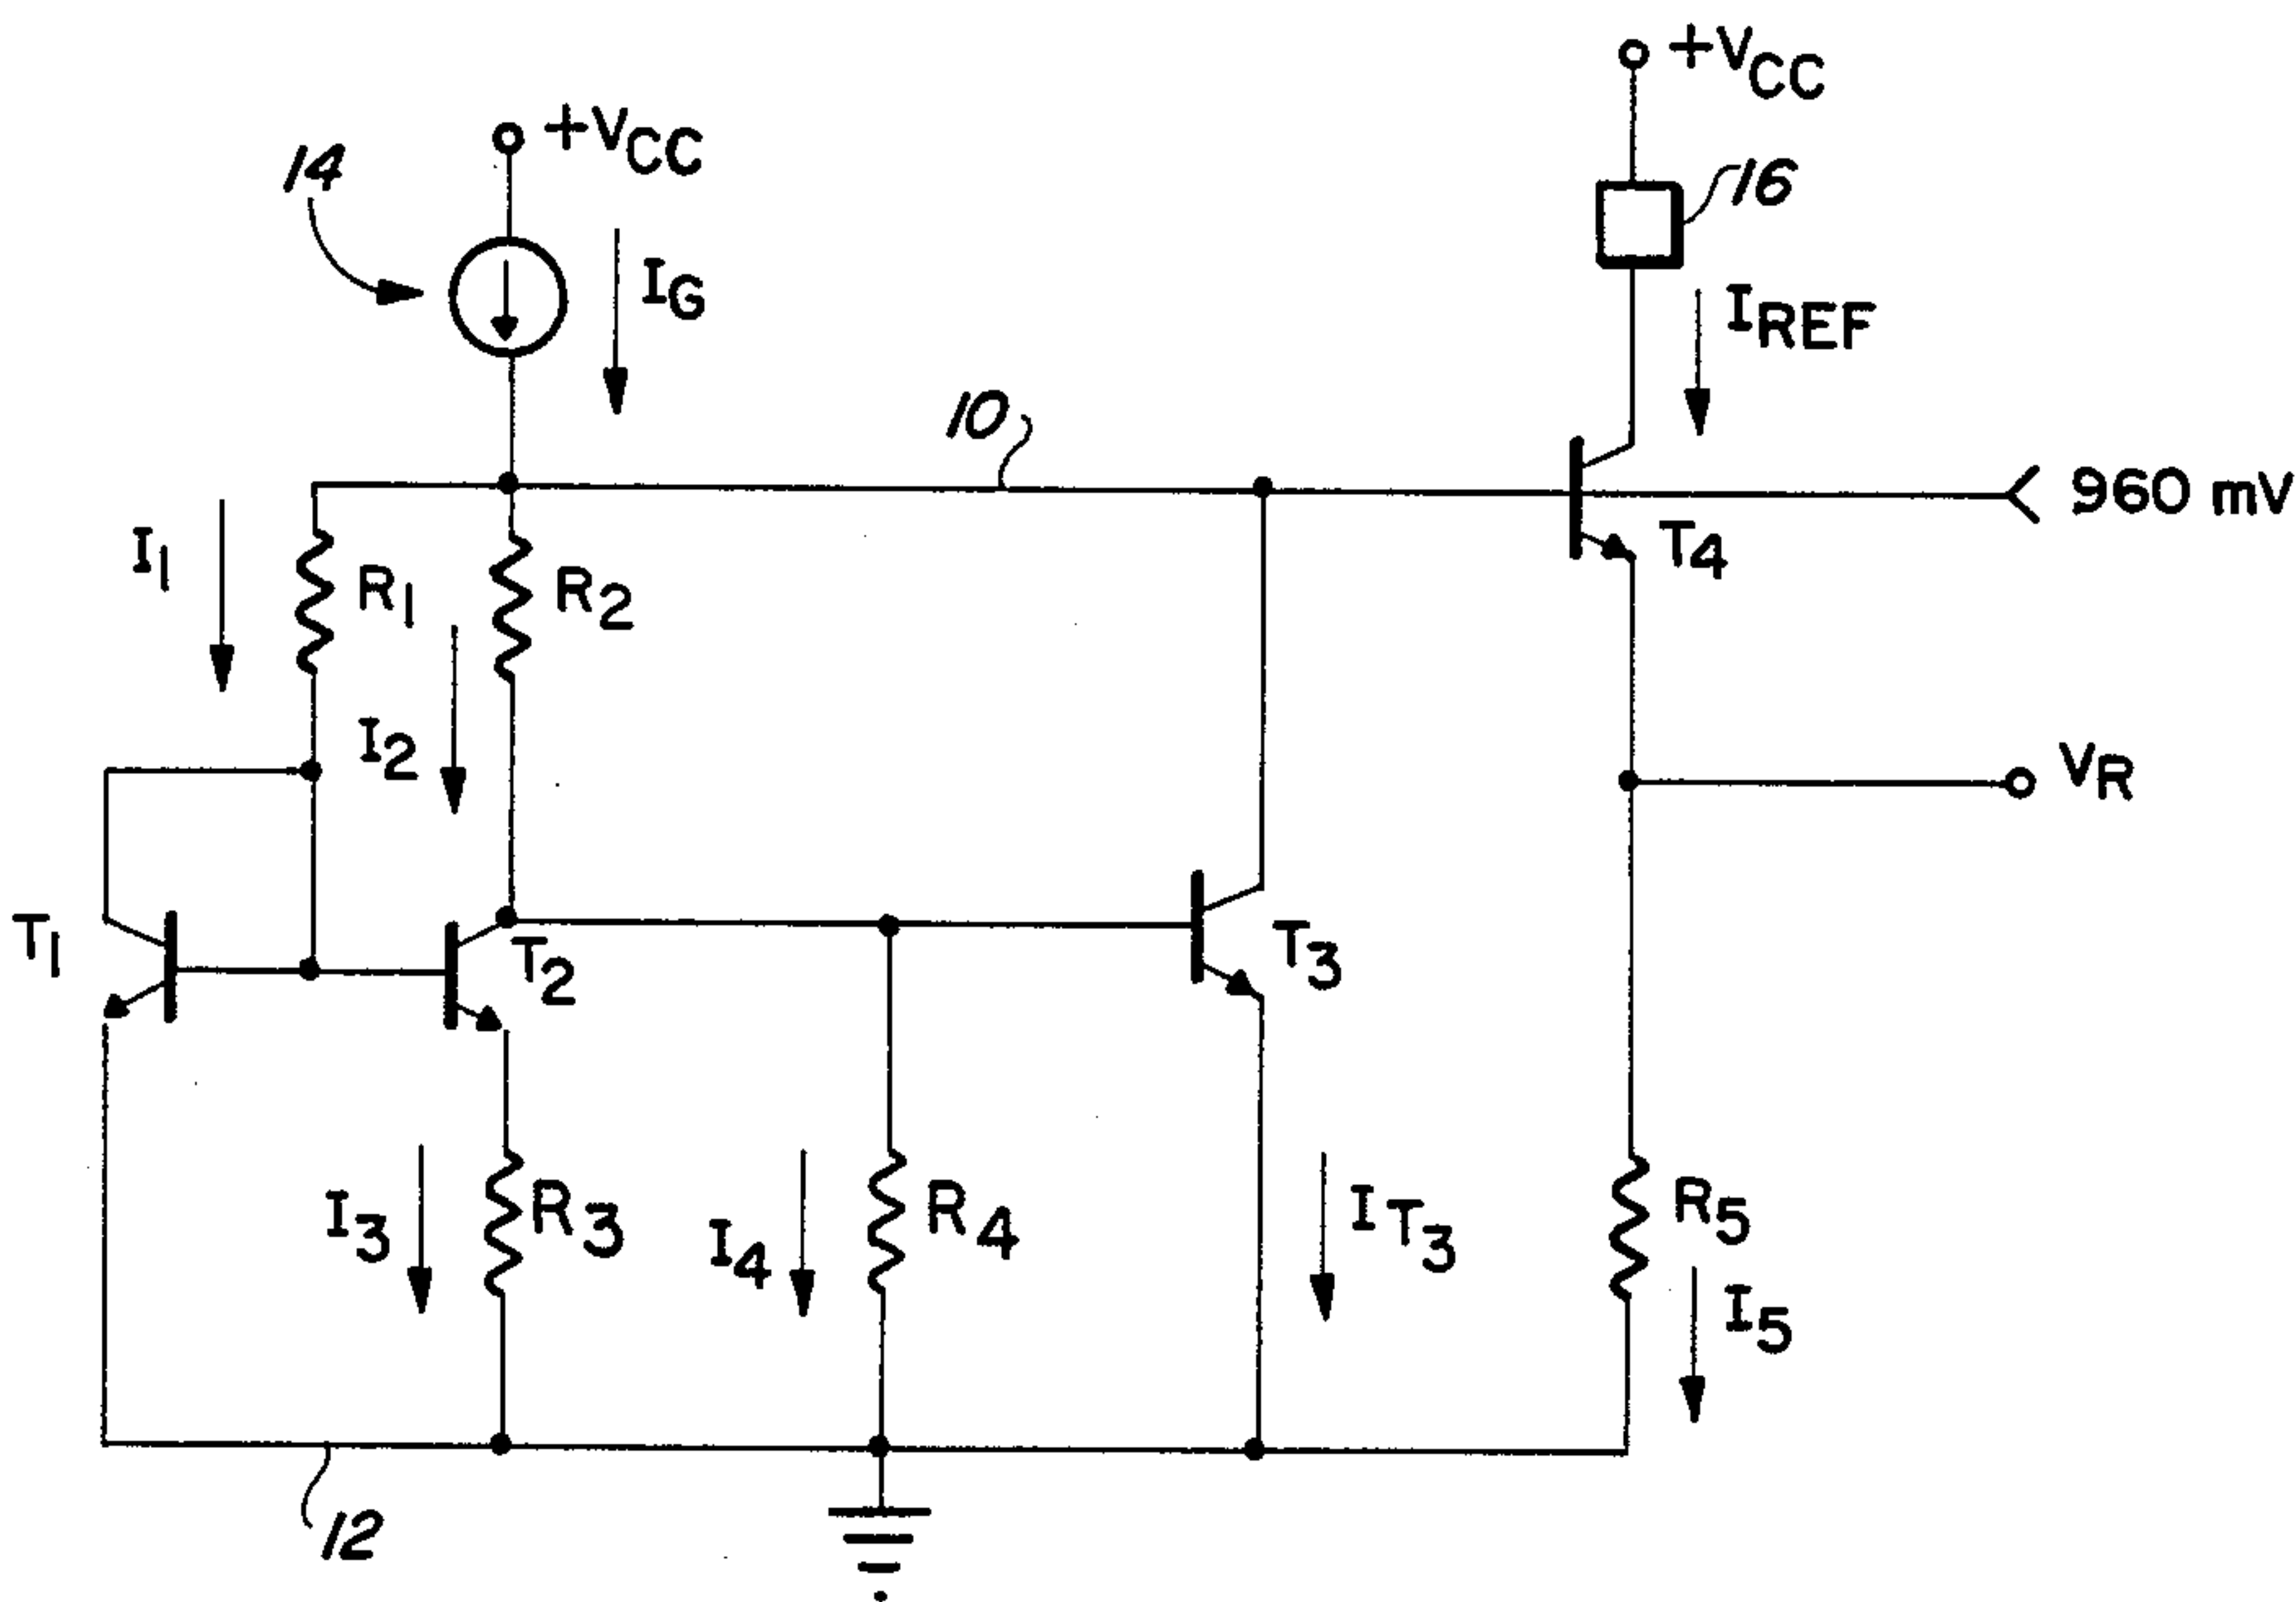 +VCC
+VCC
14
16
IG
IREF
10
960 mV
I1
R1
R2
T4
I2
VR
T1
T2
T3
I3
R3
I4
R4
IT3
R5
I5
12